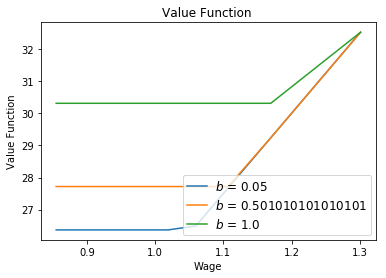 Value Function
Value Function
32
31
30
29
28
27
b = 0.05
b = 0.501010101010101
b = 1.0
0.9 1.0 1.1 1.2 1.3
Wage